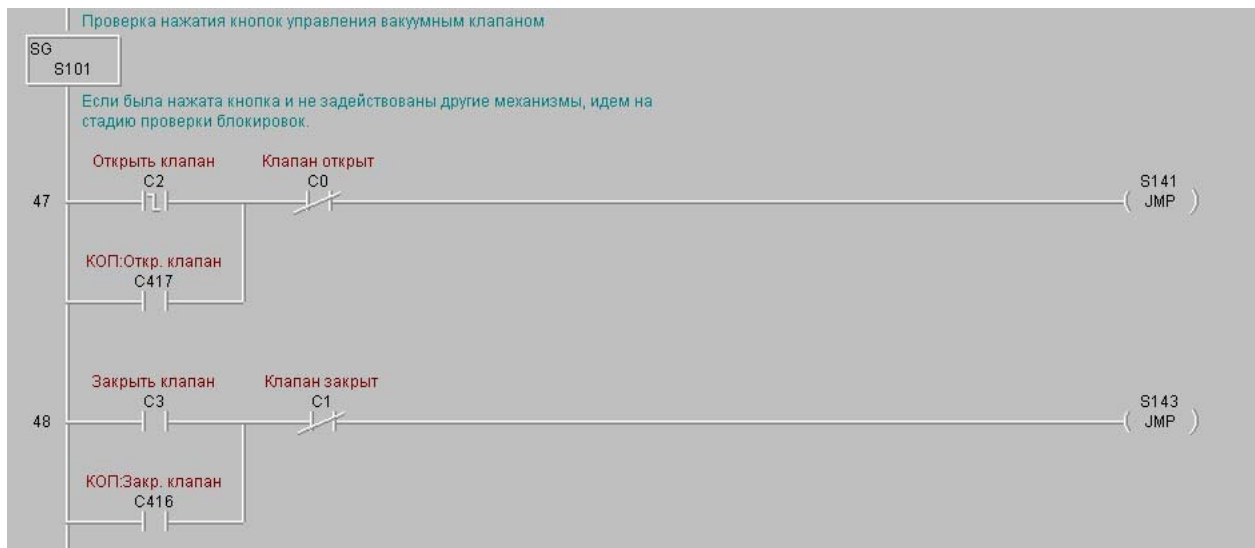 Проверка нажатия кнопок управления вакуумным клапаном
SG
S101
Если была нажата кнопка и не задействованы другие механизмы, идем на
стадию проверки блокировок.
Открыть клапан Клапан открыт
C2 C0 S141
47 JMP
КОП:Откр. клапан
C417
Закрыть клапан Клапан закрыт
C3 C1 S143
48 JMP
КОП:Закр. клапан
C416